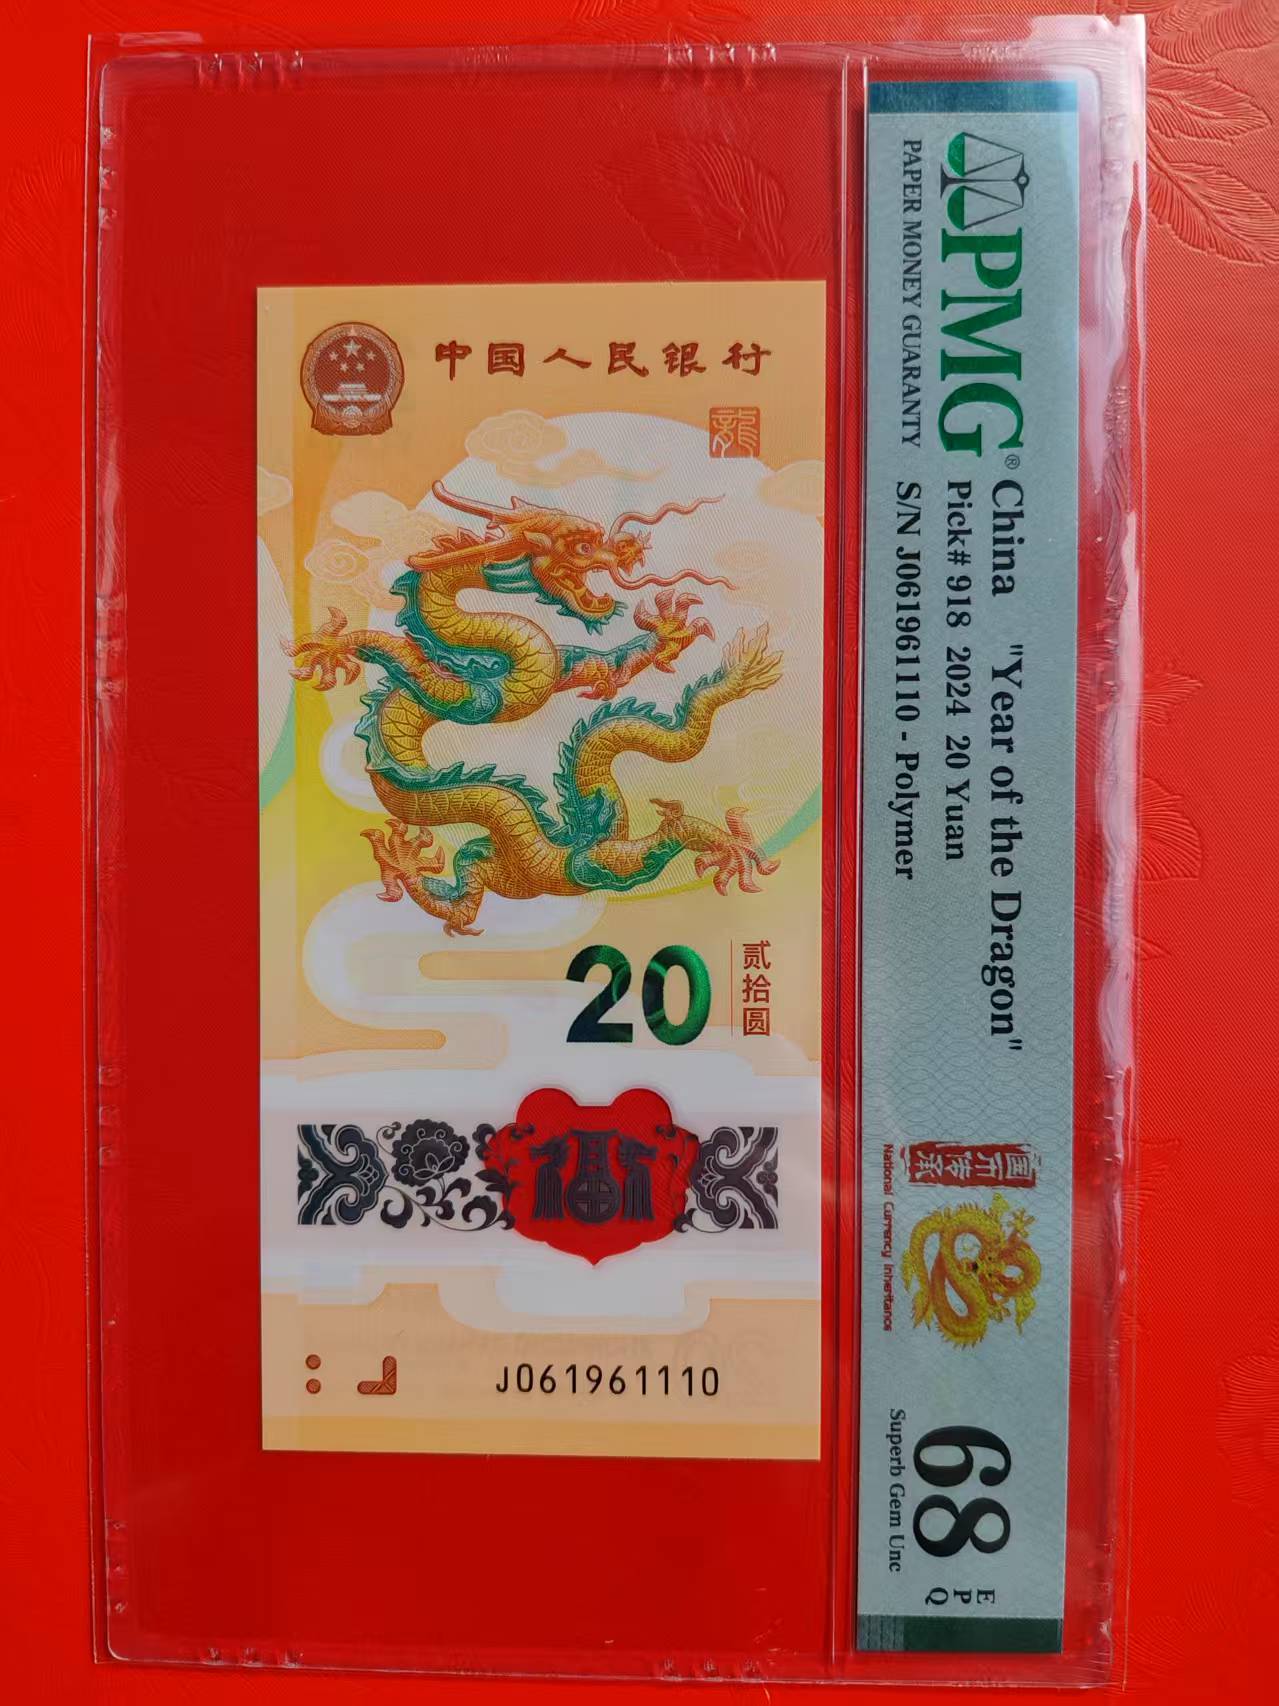 中国人民银行
龍
20
贰拾圆
J061961110
PMG®
PAPER MONEY GUARANTY
China "Year of the Dragon"
Pick# 918 2024 20 Yuan
S/N J061961110 - Polymer
國币传承
National Currency Inheritance
68
EPQ
Superb Gem Unc